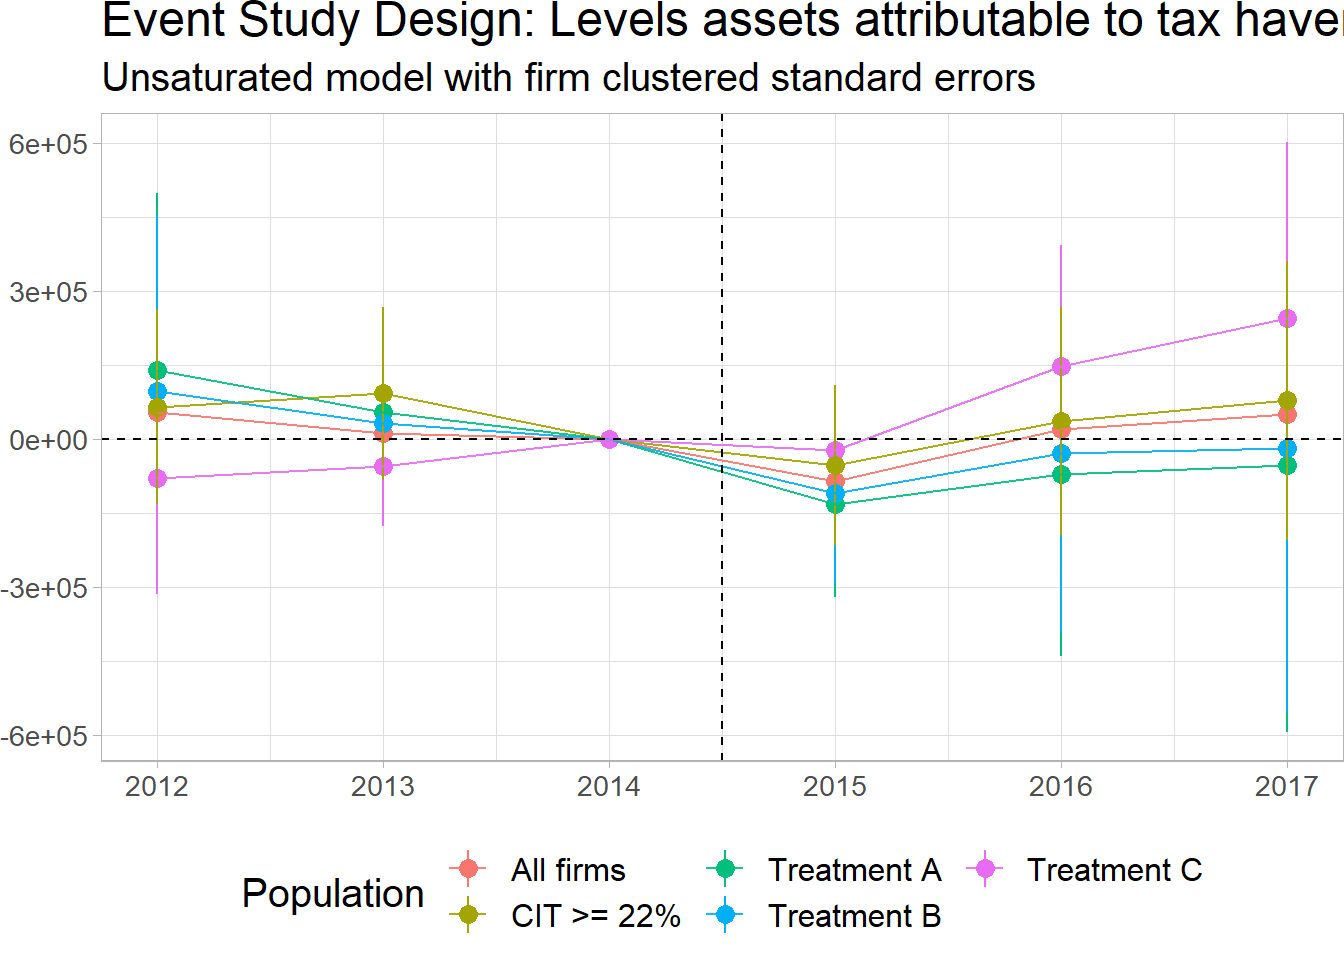 Event Study Design: Levels assets attributable to tax haven
Unsaturated model with firm clustered standard errors
6e+05
3e+05
0e+00
-3e+05
-6e+05
2012 2013 2014 2015 2016 2017
Population
All firms Treatment A Treatment C
CIT >= 22% Treatment B